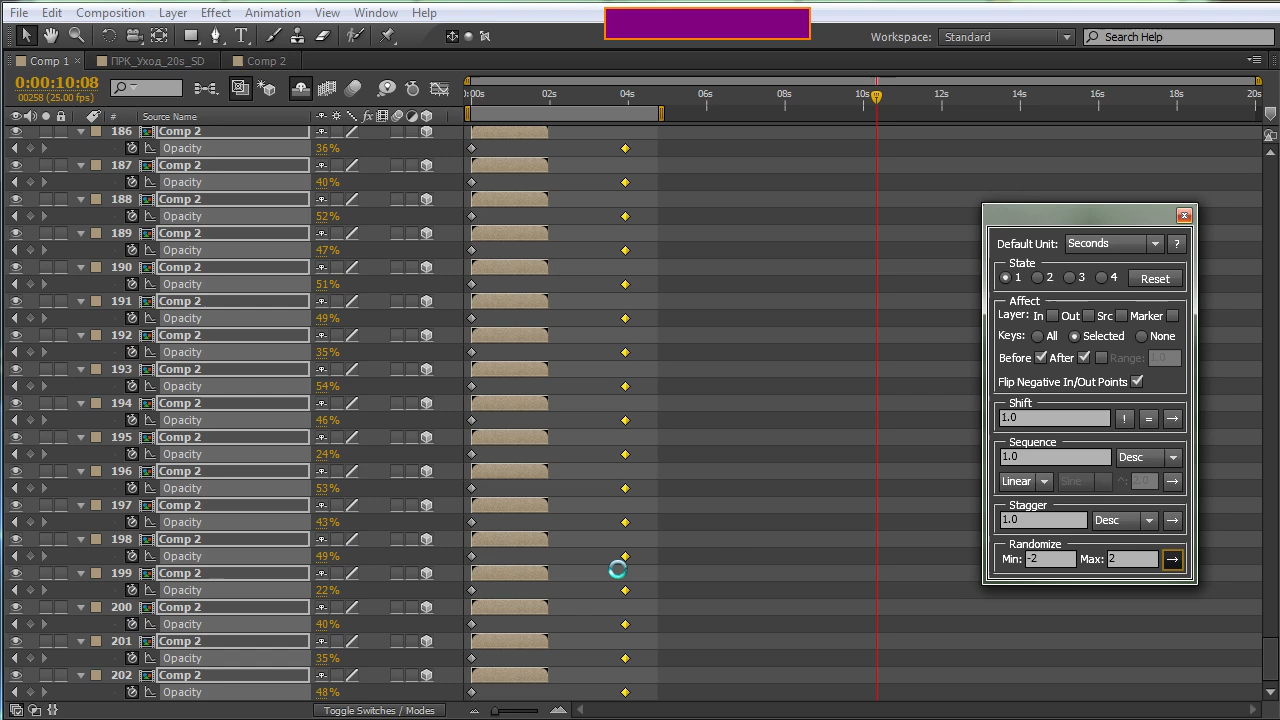 File Edit Composition Layer Effect Animation View Window Help
Workspace: Standard Search Help
Comp 1 × ПРК_Уход_20s_SD Comp 2
0:00:10:08
00258 (25.00 fps)
:00s 02s 04s 06s 08s 10s 12s 14s 16s 18s 20s
# Source Name fx
186 Comp 2
Opacity 36%
187 Comp 2
Opacity 40%
188 Comp 2
Opacity 52%
189 Comp 2
Opacity 47%
190 Comp 2
Opacity 51%
191 Comp 2
Opacity 49%
192 Comp 2
Opacity 35%
193 Comp 2
Opacity 54%
194 Comp 2
Opacity 46%
195 Comp 2
Opacity 24%
196 Comp 2
Opacity 53%
197 Comp 2
Opacity 43%
198 Comp 2
Opacity 49%
199 Comp 2
Opacity 22%
200 Comp 2
Opacity 40%
201 Comp 2
Opacity 35%
202 Comp 2
Opacity 48%
Toggle Switches / Modes
Default Unit: Seconds ?
State
1 2 3 4 Reset
Affect
Layer: In Out Src Marker
Keys: All Selected None
Before After Range: 1.0
Flip Negative In/Out Points
Shift
1.0 ! = →
Sequence
1.0 Desc
Linear Sine ^: 2.0 →
Stagger
1.0 Desc →
Randomize
Min: -2 Max: 2 →